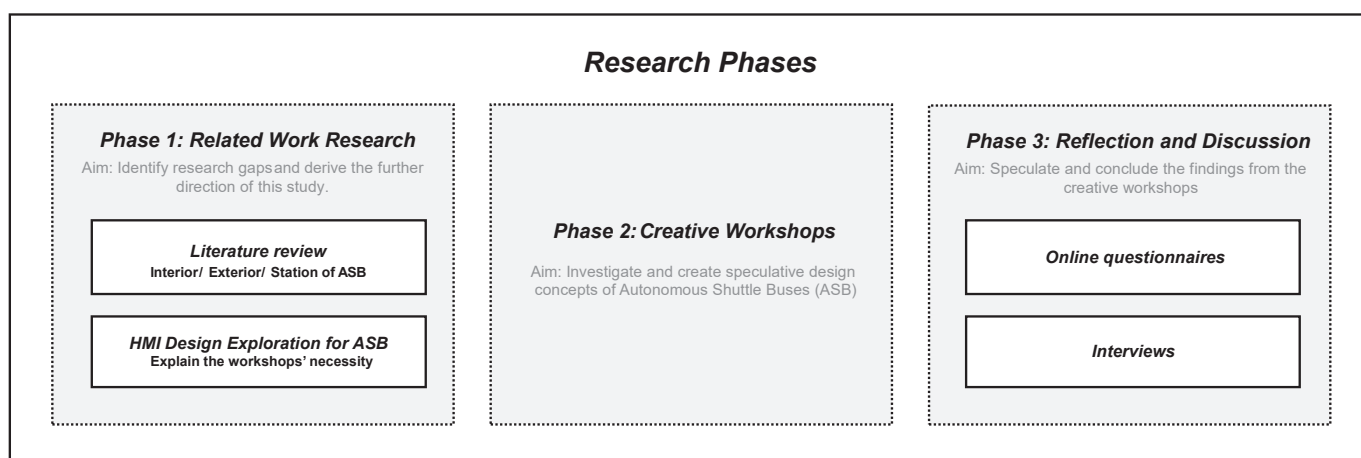 Research Phases
Phase 1: Related Work Research
Aim: Identify research gaps and derive the further
direction of this study.
Literature review
Interior/ Exterior/ Station of ASB
HMI Design Exploration for ASB
Explain the workshops’ necessity
Phase 2: Creative Workshops
Aim: Investigate and create speculative design
concepts of Autonomous Shuttle Buses (ASB)
Phase 3: Reflection and Discussion
Aim: Speculate and conclude the findings from the
creative workshops
Online questionnaires
Interviews